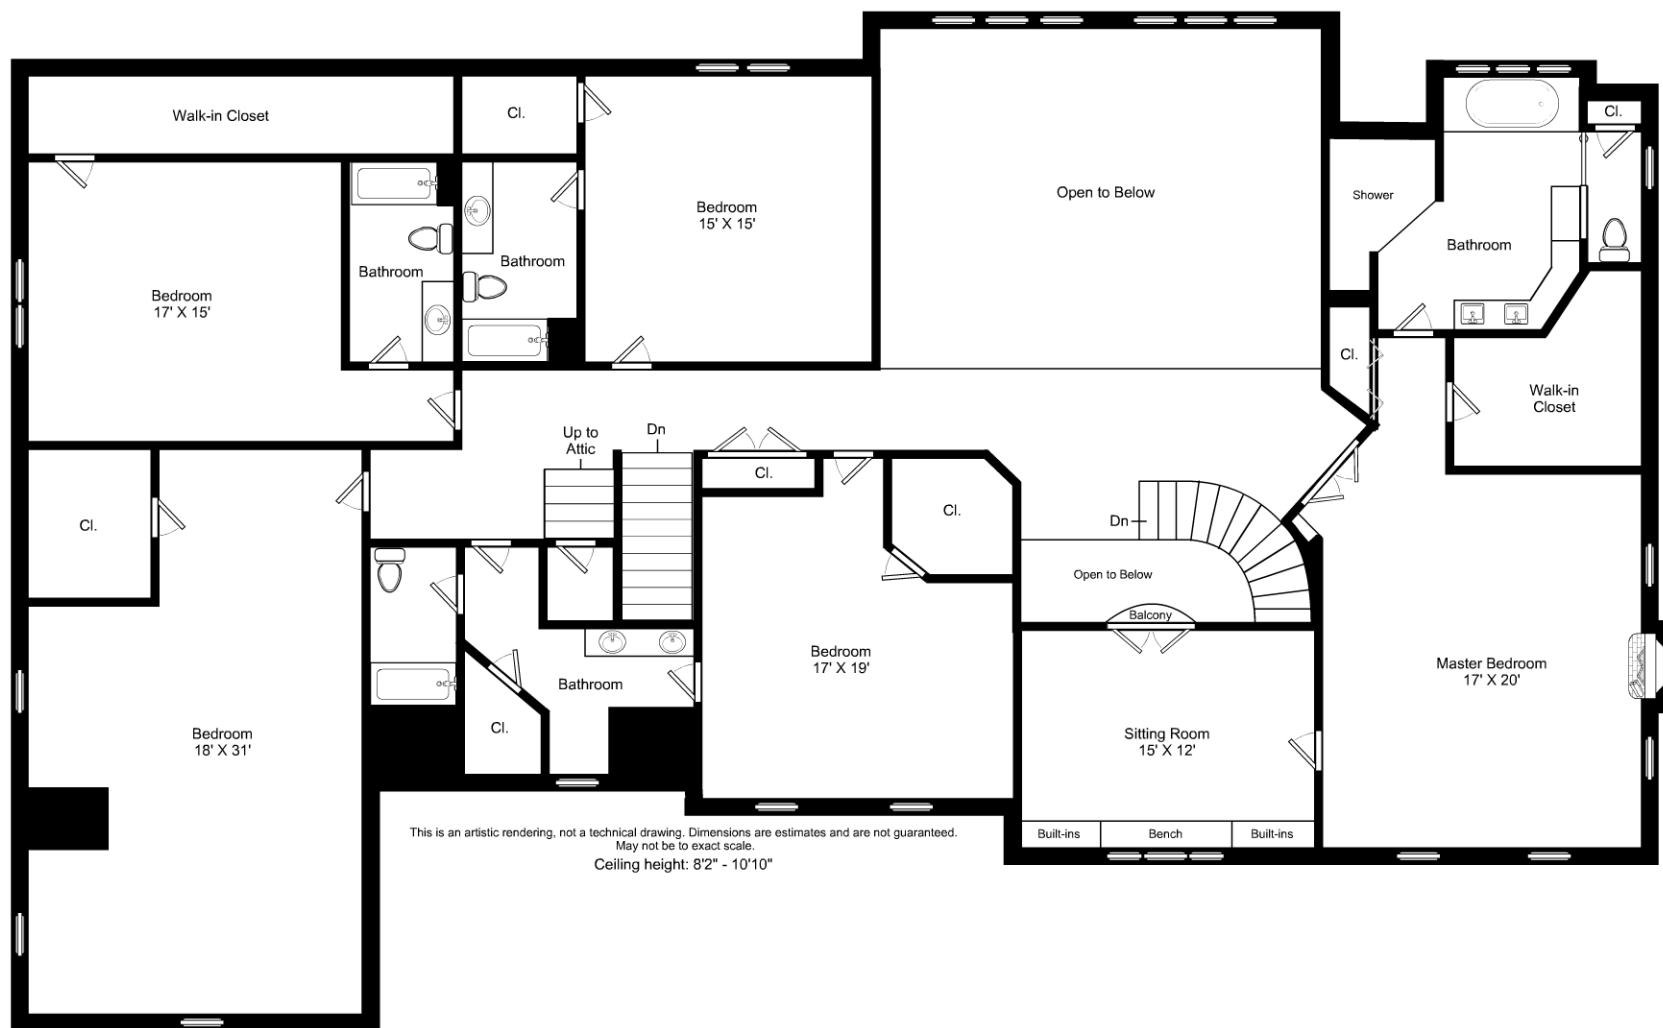 Walk-in Closet
Cl.
Cl.
Open to Below
Shower
Bedroom
15' X 15'
Bathroom
Bathroom
Bathroom
Bedroom
17' X 15'
Cl.
Walk-in
Closet
Up to
Attic
Dn
Cl.
Cl.
Cl.
Dn
Open to Below
Balcony
Bedroom
17' X 19'
Master Bedroom
17' X 20'
Bathroom
Cl.
Bedroom
18' X 31'
Sitting Room
15' X 12'
Built-ins
Bench
Built-ins
This is an artistic rendering, not a technical drawing. Dimensions are estimates and are not guaranteed.
May not be to exact scale.
Ceiling height: 8'2" - 10'10"